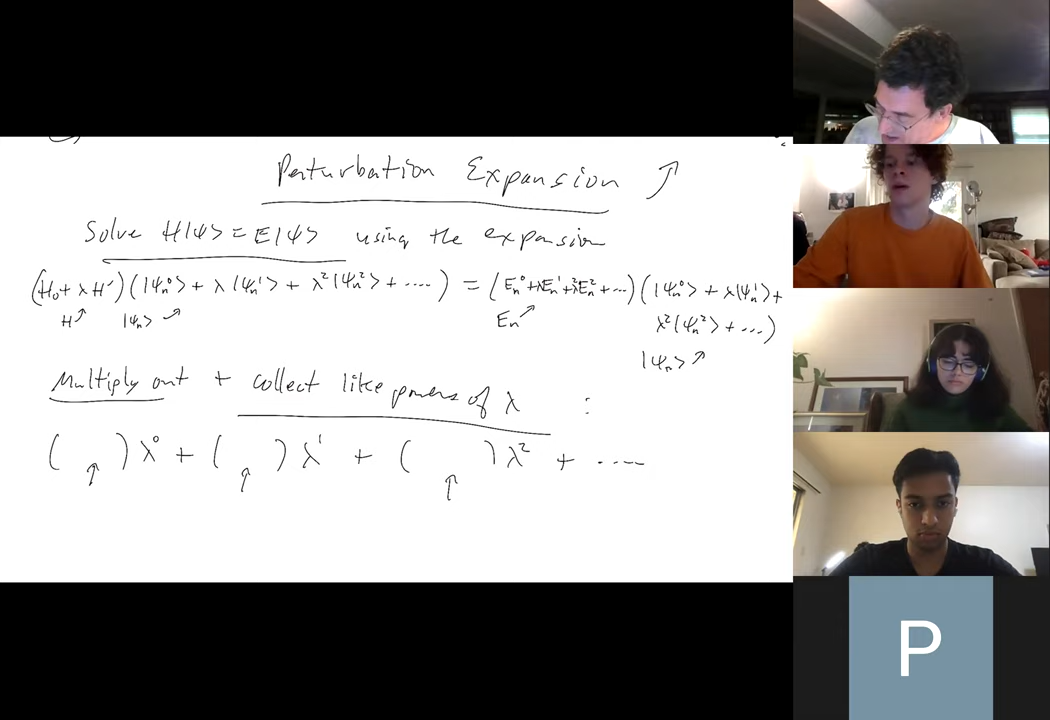 Perturbation Expansion ↗
Solve H|ψ> = E|ψ> using the expansion
(H₀ + λH')(|ψₙ⁰> + λ|ψₙ¹> + λ²|ψₙ²> + ....) = (Eₙ⁰ + λEₙ¹ + λ²Eₙ² + ...)(|ψₙ⁰> + λ|ψₙ¹> +
λ²|ψₙ²> + ...)
H ↗ |ψₙ> ↗ Eₙ ↗
|ψₙ> ↗
Multiply out + collect like powers of λ :
( ↑ ) λ⁰ + ( ↑ ) λ¹ + ( ↑ ) λ² + ....
P